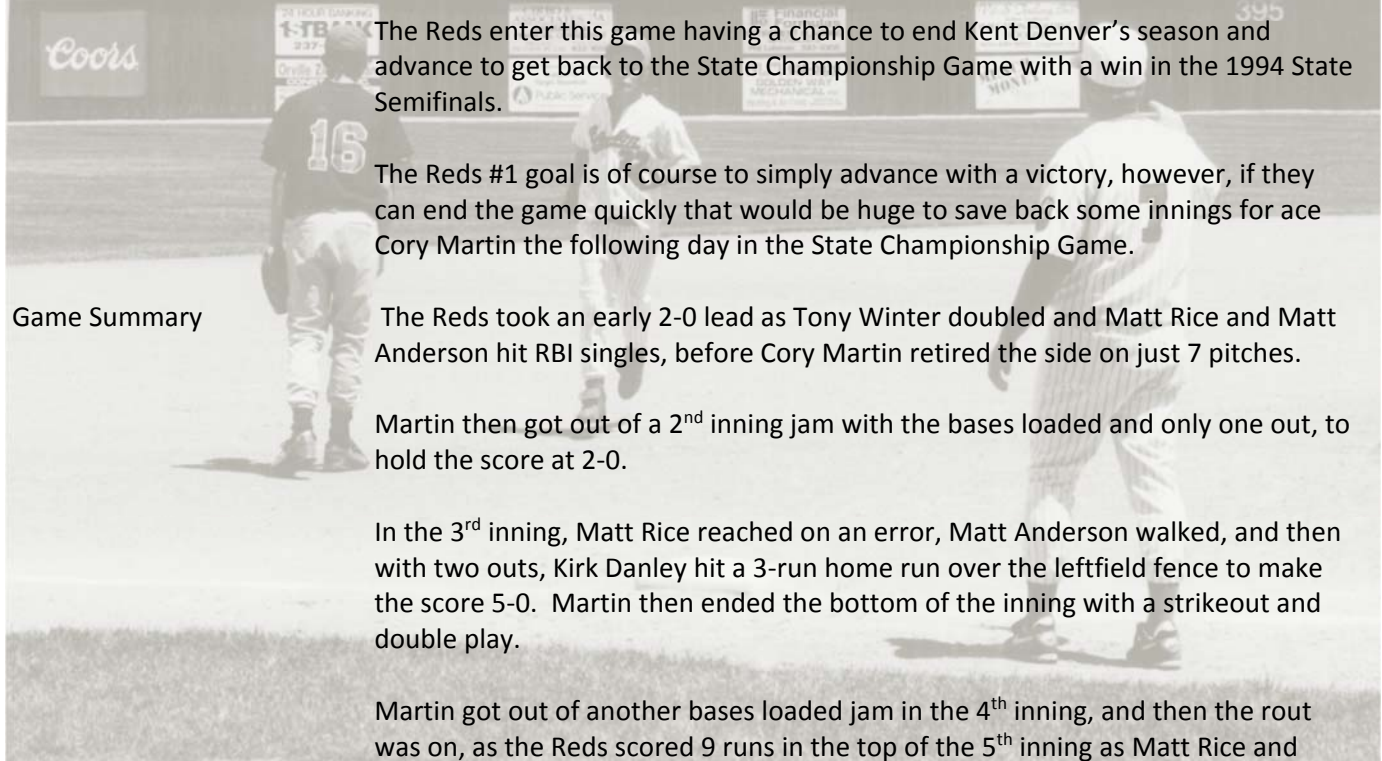 Coors
16
395
The Reds enter this game having a chance to end Kent Denver’s season and
advance to get back to the State Championship Game with a win in the 1994 State
Semifinals.
The Reds #1 goal is of course to simply advance with a victory, however, if they
can end the game quickly that would be huge to save back some innings for ace
Cory Martin the following day in the State Championship Game.
Game Summary
The Reds took an early 2-0 lead as Tony Winter doubled and Matt Rice and Matt
Anderson hit RBI singles, before Cory Martin retired the side on just 7 pitches.
Martin then got out of a 2nd inning jam with the bases loaded and only one out, to
hold the score at 2-0.
In the 3rd inning, Matt Rice reached on an error, Matt Anderson walked, and then
with two outs, Kirk Danley hit a 3-run home run over the leftfield fence to make
the score 5-0.  Martin then ended the bottom of the inning with a strikeout and
double play.
Martin got out of another bases loaded jam in the 4th inning, and then the rout
was on, as the Reds scored 9 runs in the top of the 5th inning as Matt Rice and